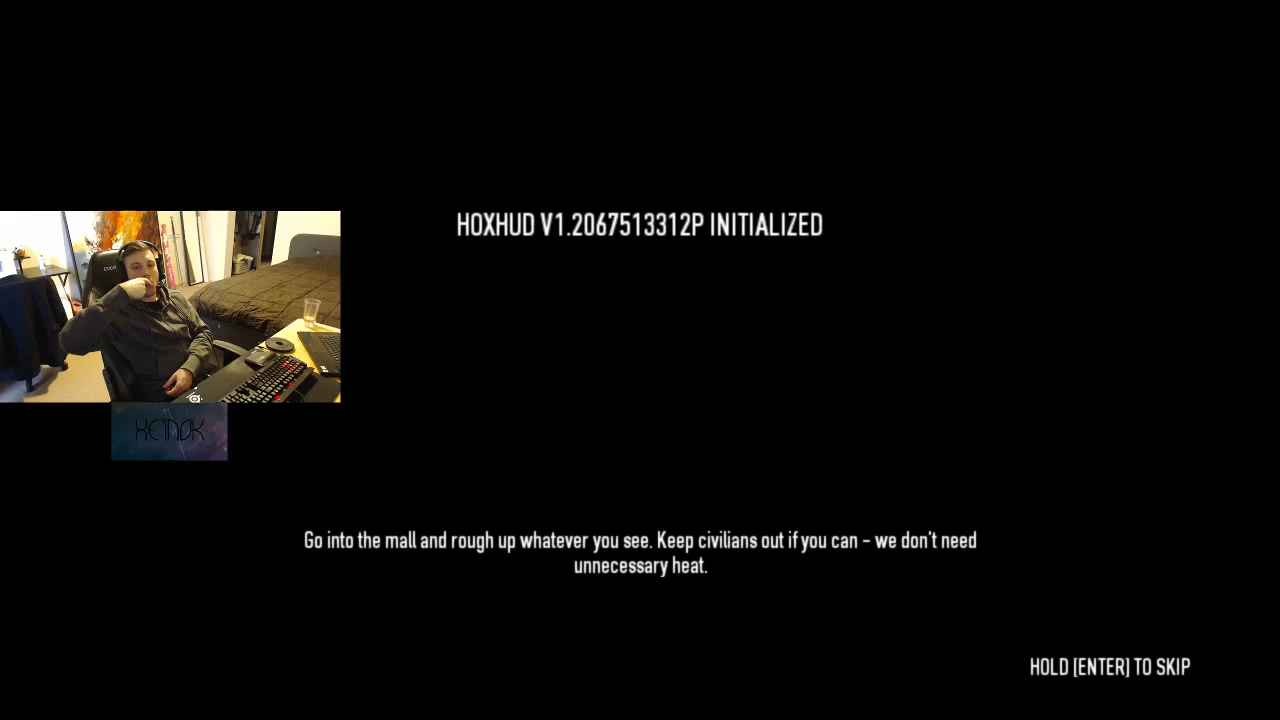 HOXHUD V1.2067513312P INITIALIZED
XEINOK
Go into the mall and rough up whatever you see. Keep civilians out if you can - we don't need
unnecessary heat.
HOLD [ENTER] TO SKIP